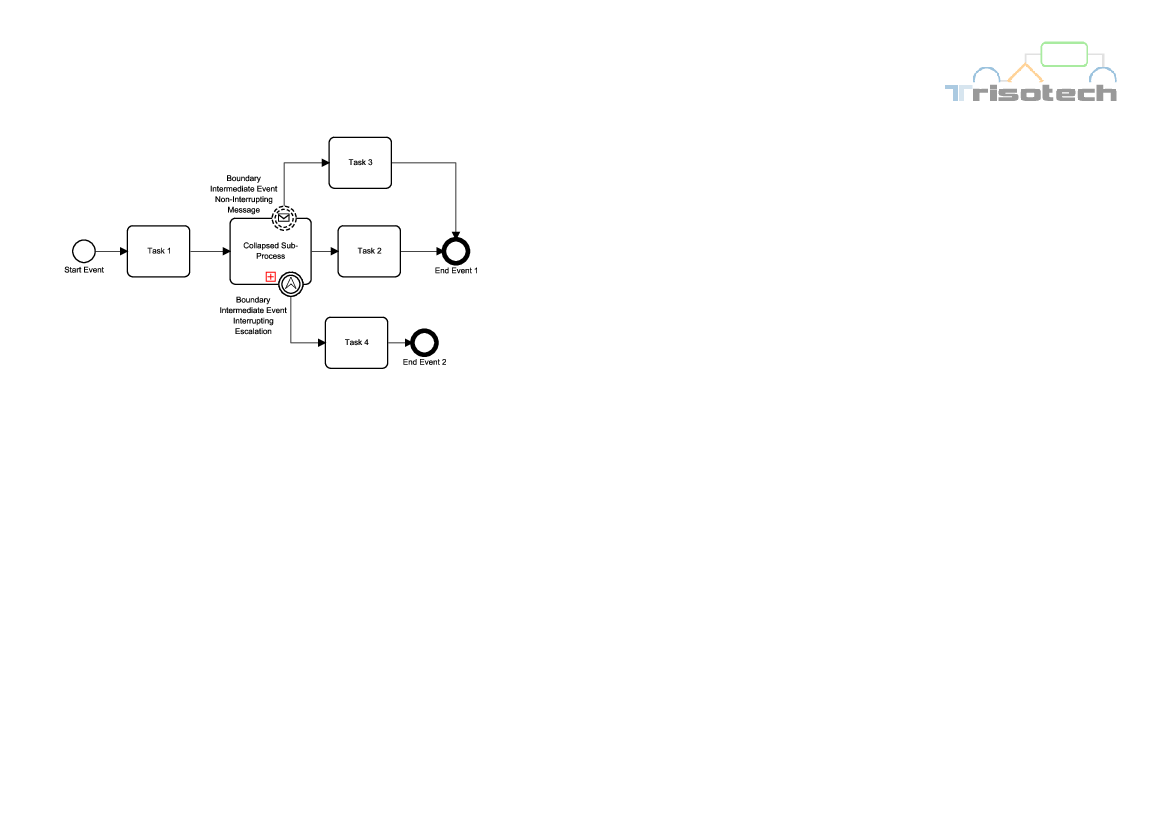 Trisotech
Task 3
Boundary
Intermediate Event
Non-Interrupting
Message
Start Event
Task 1
Collapsed Sub-
Process
Task 2
End Event 1
Boundary
Intermediate Event
Interrupting
Escalation
Task 4
End Event 2